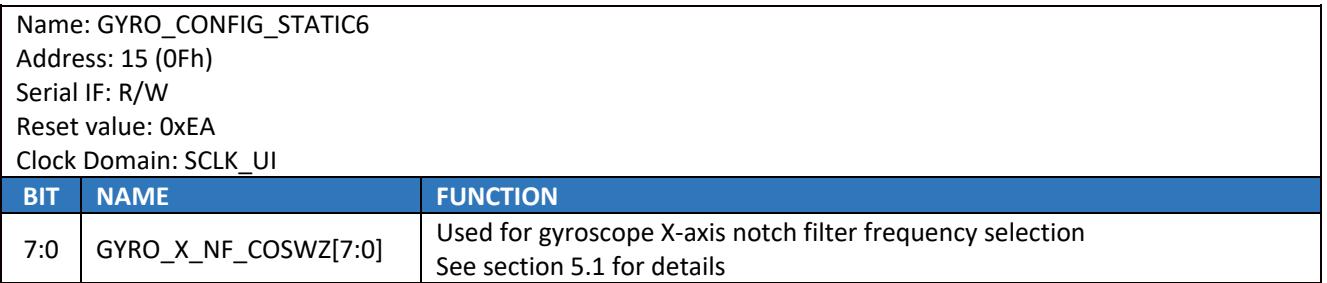 Name: GYRO_CONFIG_STATIC6
Address: 15 (0Fh)
Serial IF: R/W
Reset value: 0xEA
Clock Domain: SCLK_UI
BIT NAME FUNCTION
7:0 GYRO_X_NF_COSWZ[7:0] Used for gyroscope X-axis notch filter frequency selection
See section 5.1 for details